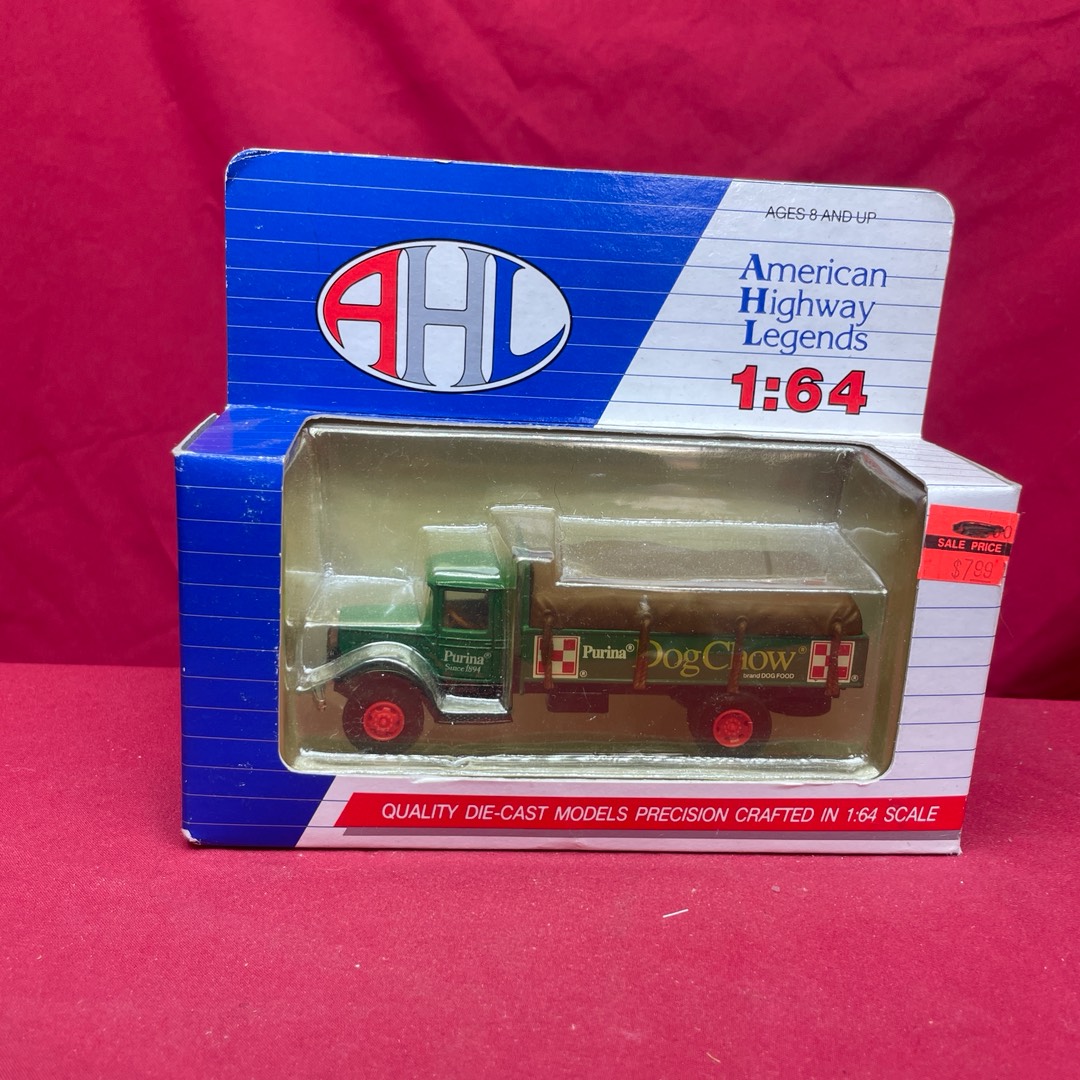 AHL
AGES 8 AND UP
American
Highway
Legends
1:64
SALE PRICE
$7.99
Purina®
Since 1894
Purina® Dog Chow®
brand DOG FOOD
®
®
QUALITY DIE-CAST MODELS PRECISION CRAFTED IN 1:64 SCALE